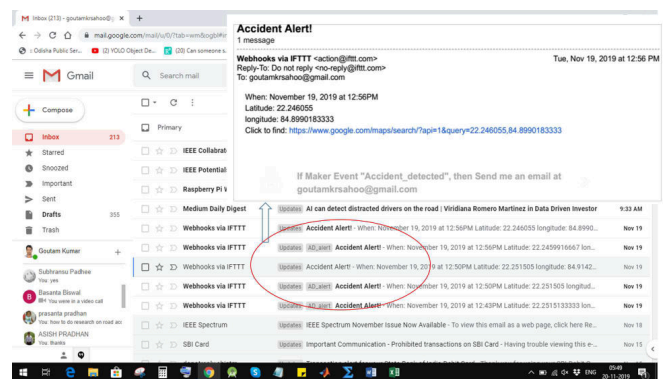 Inbox (213) - goutamkrsahoo@
mail.google.com/mail/u/0/?tab=wm&ogbl#in
: Odisha Public Ser...
(2) YOLO Object De...
(20) Can someone s
Gmail
Search mail
Compose
Inbox 213
Starred
Snoozed
Important
Sent
Drafts 355
Trash
Goutam Kumar
Subhransu Padhee
You: yes
Basanta Biswal
You were in a video call
prasanta pradhan
You: how to do research on road acc
ASISH PRADHAN
You: thanks
Accident Alert!
1 message
Webhooks via IFTTT <action@ifttt.com> Tue, Nov 19, 2019 at 12:56 PM
Reply-To: Do not reply <no-reply@ifttt.com>
To: goutamkrsahoo@gmail.com
When: November 19, 2019 at 12:56PM
Latitude: 22.246055
longitude: 84.8990183333
Click to find: https://www.google.com/maps/search/?api=1&query=22.246055,84.8990183333
If Maker Event "Accident_detected", then Send me an email at
goutamkrsahoo@gmail.com
Primary
IEEE Collabrat
IEEE Potential
Raspberry Pi
Medium Daily Digest Updates AI can detect distracted drivers on the road | Viridiana Romero Martinez in Data Driven Investor 9:33 AM
Webhooks via IFTTT Updates Accident Alert! - When: November 19, 2019 at 12:56PM Latitude: 22.246055 longitude: 84.8990... Nov 19
Webhooks via IFTTT Updates AD_alert Accident Alert! - When: November 19, 2019 at 12:56PM Latitude: 22.2459916667 lon... Nov 19
Webhooks via IFTTT Updates Accident Alert! - When: November 19, 2019 at 12:50PM Latitude: 22.251505 longitude: 84.9142... Nov 19
Webhooks via IFTTT Updates AD_alert Accident Alert! - When: November 19, 2019 at 12:50PM Latitude: 22.251505 longitud... Nov 19
Webhooks via IFTTT Updates AD_alert Accident Alert! - When: November 19, 2019 at 12:43PM Latitude: 22.2515133333 lon... Nov 19
IEEE Spectrum Updates IEEE Spectrum November Issue Now Available - To view this email as a web page, click here Re... Nov 18
SBI Card Updates Important Communication - Prohibited transactions on SBI Card - Having trouble viewing this e-... Nov 15
ENG
05:49
20-11-2019